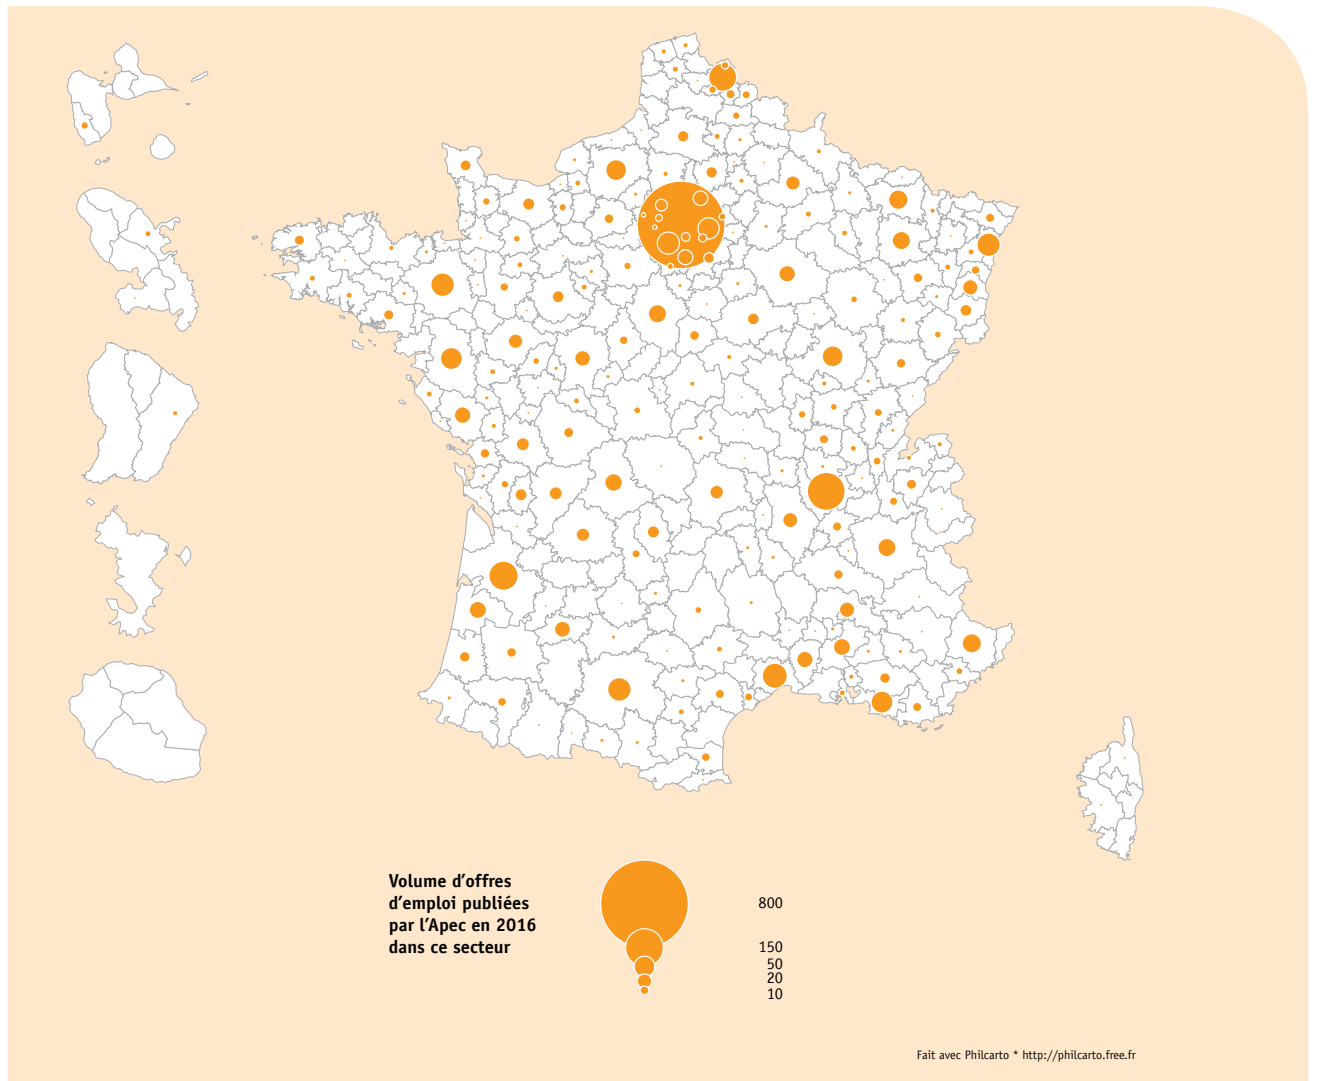 Volume d’offres
d’emploi publiées
par l’Apec en 2016
dans ce secteur
800
150
50
20
10
Fait avec Philcarto * http://philcarto.free.fr